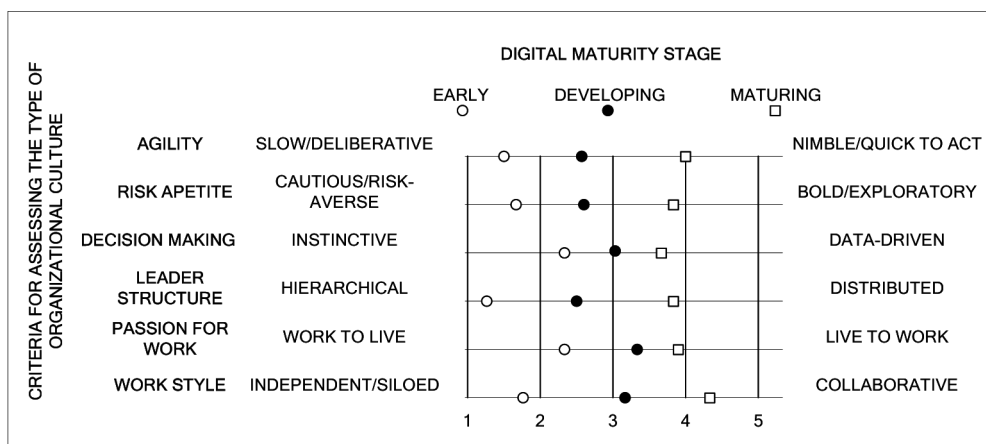 CRITERIA FOR ASSESSING THE TYPE OF
ORGANIZATIONAL CULTURE
DIGITAL MATURITY STAGE
EARLY DEVELOPING MATURING
AGILITY SLOW/DELIBERATIVE NIMBLE/QUICK TO ACT
RISK APETITE CAUTIOUS/RISK-
AVERSE BOLD/EXPLORATORY
DECISION MAKING INSTINCTIVE DATA-DRIVEN
LEADER
STRUCTURE HIERARCHICAL DISTRIBUTED
PASSION FOR
WORK WORK TO LIVE LIVE TO WORK
WORK STYLE INDEPENDENT/SILOED COLLABORATIVE
1 2 3 4 5